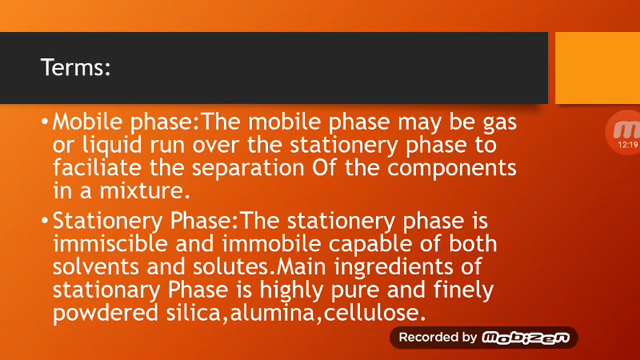 Terms:
•Mobile phase:The mobile phase may be gas
or liquid run over the stationery phase to
faciliate the separation Of the components
in a mixture.
•Stationery Phase:The stationery phase is
immiscible and immobile capable of both
solvents and solutes.Main ingredients of
stationary Phase is highly pure and finely
powdered silica,alumina,cellulose.
12:19
Recorded by mobizen